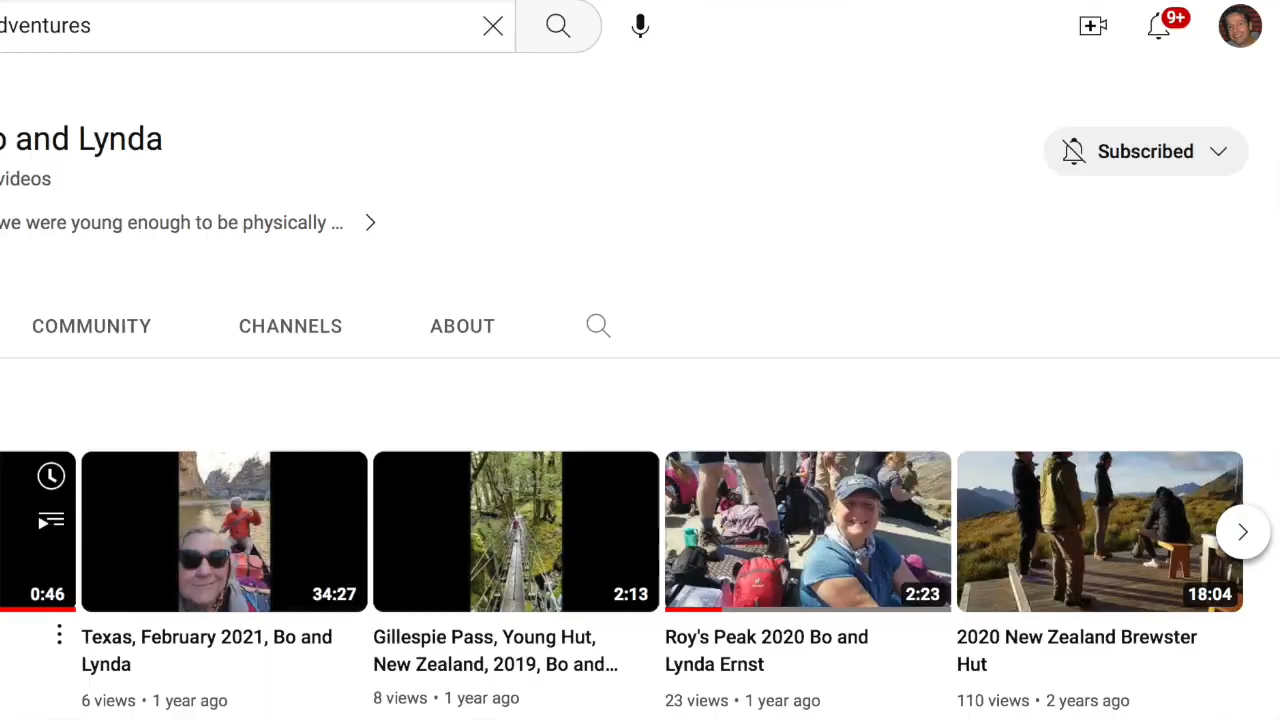 dventures
9+
o and Lynda
Subscribed
videos
we were young enough to be physically ...
COMMUNITY
CHANNELS
ABOUT
0:46
34:27
2:13
2:23
18:04
Texas, February 2021, Bo and
Lynda
6 views • 1 year ago
Gillespie Pass, Young Hut,
New Zealand, 2019, Bo and...
8 views • 1 year ago
Roy's Peak 2020 Bo and
Lynda Ernst
23 views • 1 year ago
2020 New Zealand Brewster
Hut
110 views • 2 years ago